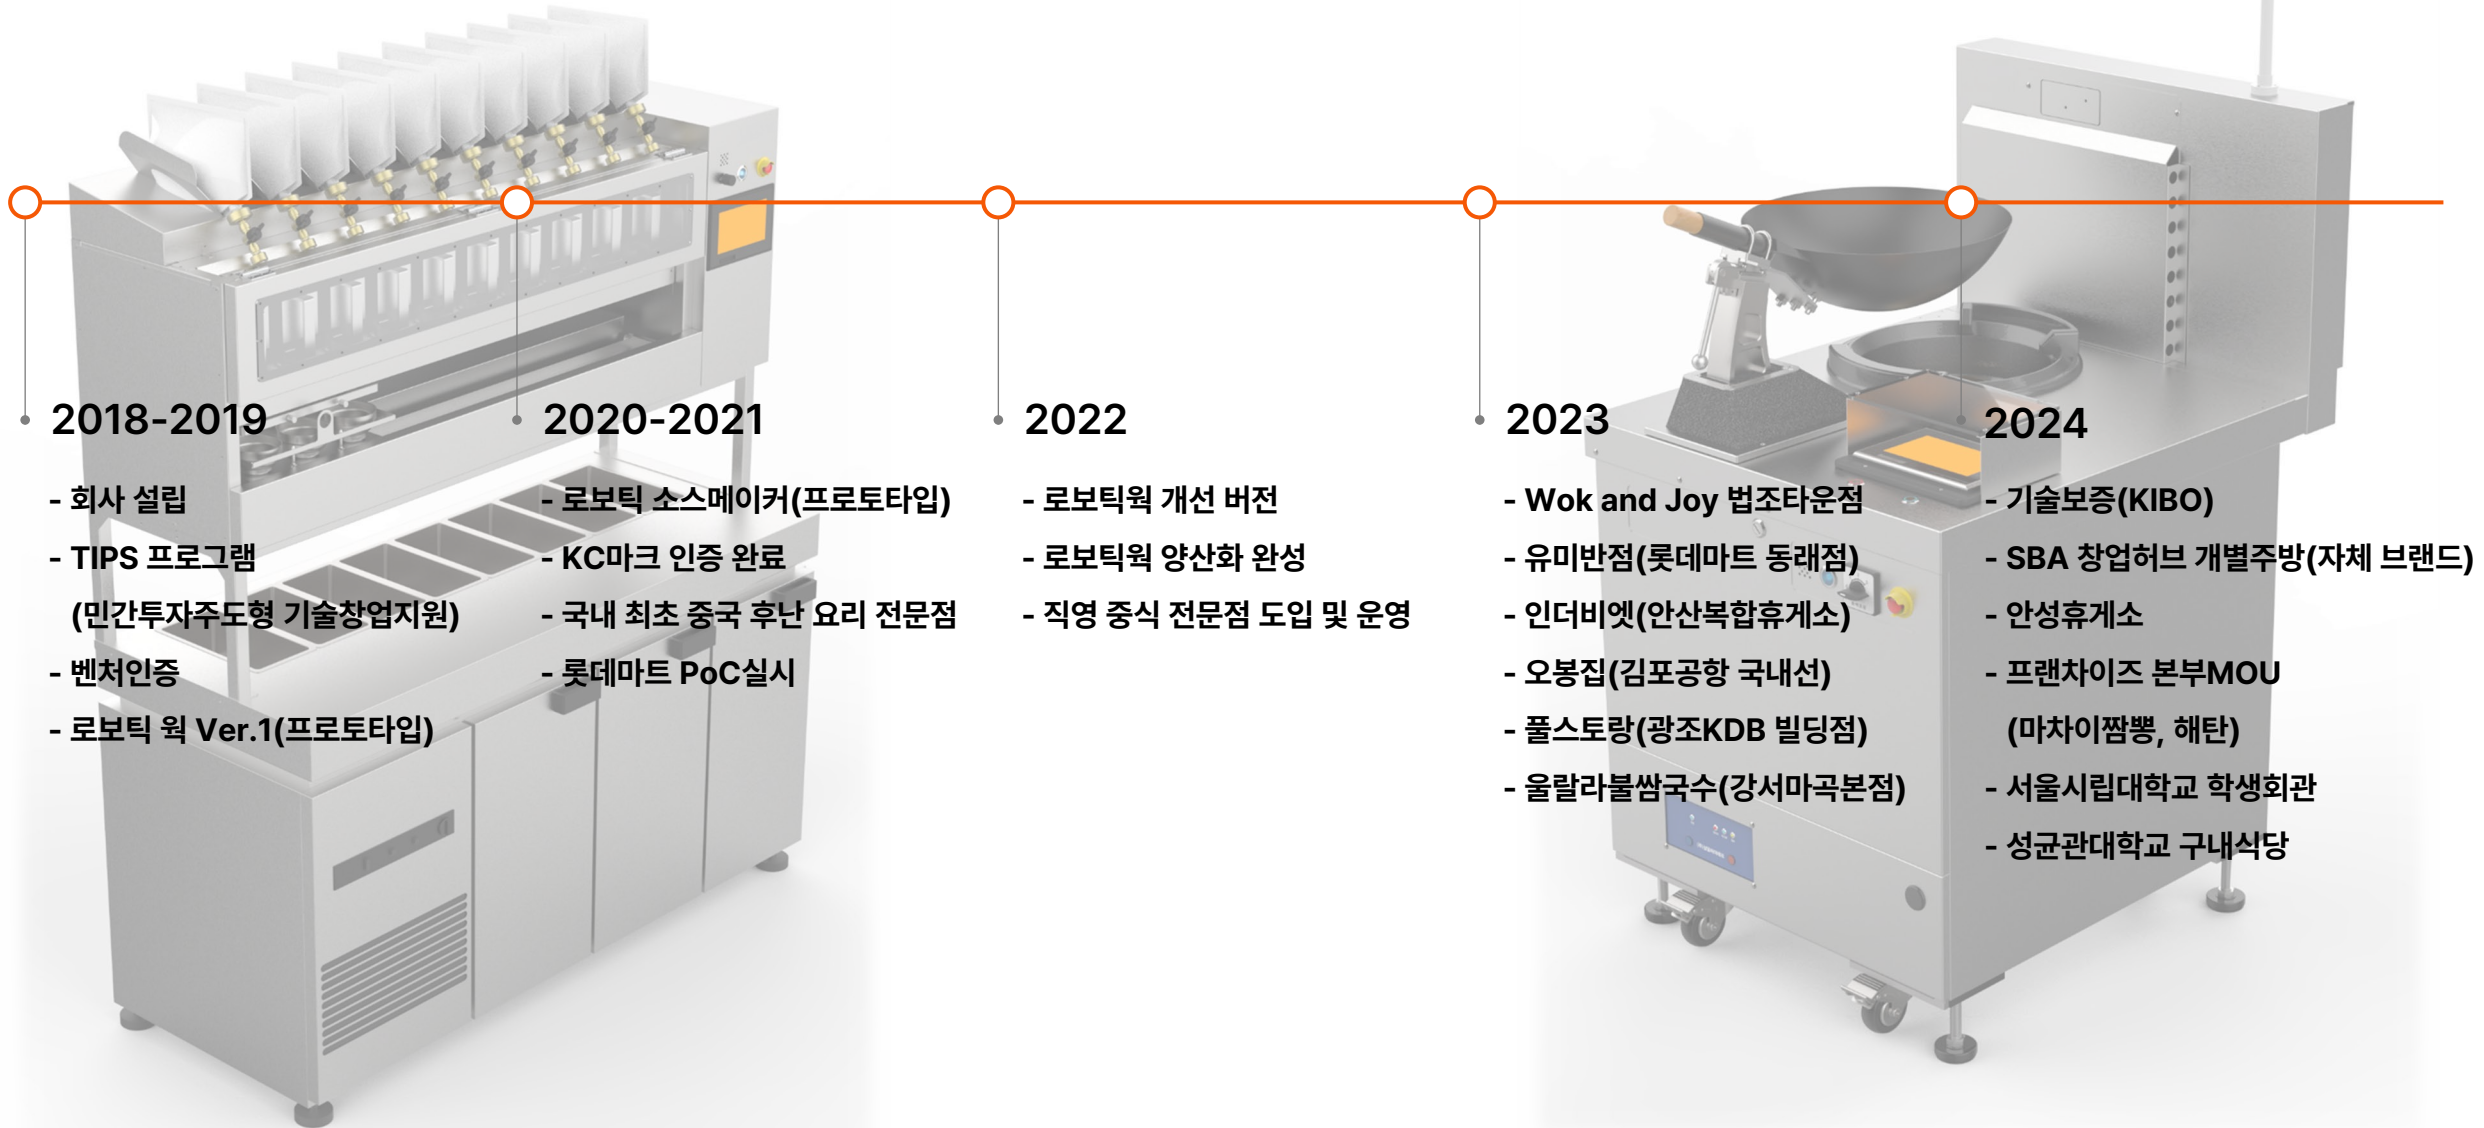 2018-2019
- 회사 설립
- TIPS 프로그램
(민간투자주도형 기술창업지원)
- 벤처인증
- 로보틱 웍 Ver.1(프로토타입)
2020-2021
- 로보틱 소스메이커(프로토타입)
- KC마크 인증 완료
- 국내 최초 중국 후난 요리 전문점
- 롯데마트 PoC실시
2022
- 로보틱웍 개선 버전
- 로보틱웍 양산화 완성
- 직영 중식 전문점 도입 및 운영
2023
- Wok and Joy 법조타운점
- 유미반점(롯데마트 동래점)
- 인더비엣(안산복합휴게소)
- 오봉집(김포공항 국내선)
- 풀스토랑(광조KDB 빌딩점)
- 울랄라불쌈국수(강서마곡본점)
2024
- 기술보증(KIBO)
- SBA 창업허브 개별주방(자체 브랜드)
- 안성휴게소
- 프랜차이즈 본부MOU
(마차이짬뽕, 해탄)
- 서울시립대학교 학생회관
- 성균관대학교 구내식당